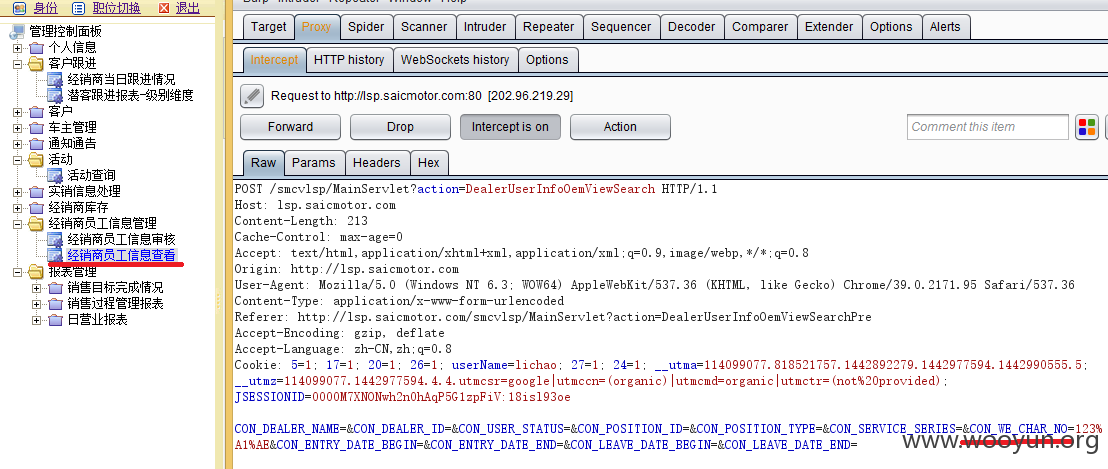 身份 职位切换 退出
管理控制面板
个人信息
客户跟进
经销商当日跟进情况
潜客跟进报表-级别维度
客户
车主管理
通知通告
活动
活动查询
实销信息处理
经销商库存
经销商员工信息管理
经销商员工信息审核
经销商员工信息查看
报表管理
销售目标完成情况
销售过程管理报表
日营业报表
Target Proxy Spider Scanner Intruder Repeater Sequencer Decoder Comparer Extender Options Alerts
Intercept HTTP history WebSockets history Options
Request to http://lsp.saicmotor.com:80 [202.96.219.29]
Forward Drop Intercept is on Action Comment this item
Raw Params Headers Hex
POST /smcvlsp/MainServlet?action=DealerUserInfoOemViewSearch HTTP/1.1
Host: lsp.saicmotor.com
Content-Length: 213
Cache-Control: max-age=0
Accept: text/html,application/xhtml+xml,application/xml;q=0.9,image/webp,*/*;q=0.8
Origin: http://lsp.saicmotor.com
User-Agent: Mozilla/5.0 (Windows NT 6.3; WOW64) AppleWebKit/537.36 (KHTML, like Gecko) Chrome/39.0.2171.95 Safari/537.36
Content-Type: application/x-www-form-urlencoded
Referer: http://lsp.saicmotor.com/smcvlsp/MainServlet?action=DealerUserInfoOemViewSearchPre
Accept-Encoding: gzip, deflate
Accept-Language: zh-CN,zh;q=0.8
Cookie: 5=1; 17=1; 20=1; 26=1; userName=lichao; 27=1; 24=1; __utma=114099077.818521757.1442892279.1442977594.1442990555.5;
__utmz=114099077.1442977594.4.4.utmcsr=google|utmccn=(organic)|utmcmd=organic|utmctr=(not%20provided);
JSESSIONID=0000M7XNONwh2n0hAqP5G1zpFiV:18isl93oe
CON_DEALER_NAME=&CON_DEALER_ID=&CON_USER_STATUS=&CON_POSITION_ID=&CON_POSITION_TYPE=&CON_SERVICE_SERIES=&CON_WE_CHAR_NO=123%
A1%AE&CON_ENTRY_DATE_BEGIN=&CON_ENTRY_DATE_END=&CON_LEAVE_DATE_BEGIN=&CON_LEAVE_DATE_END=
www.wooyun.org